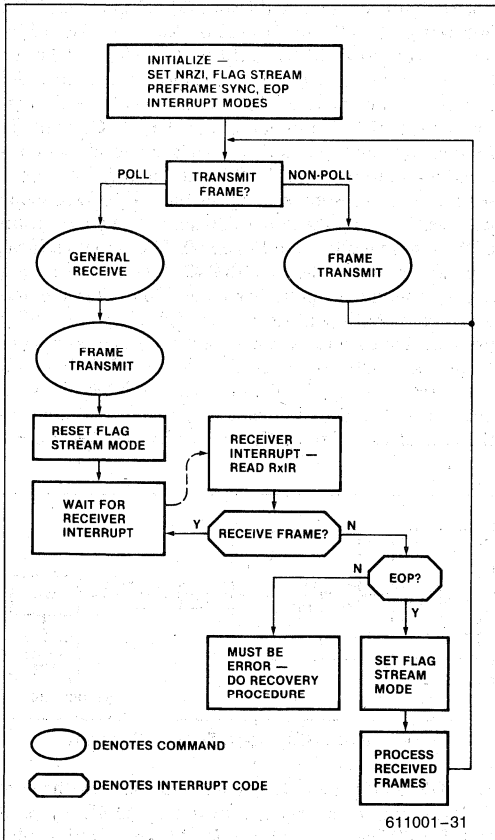 INITIALIZE —
SET NRZI, FLAG STREAM
PREFRAME SYNC, EOP
INTERRUPT MODES
POLL
TRANSMIT
FRAME?
NON-POLL
GENERAL
RECEIVE
FRAME
TRANSMIT
FRAME
TRANSMIT
RESET FLAG
STREAM MODE
RECEIVER
INTERRUPT —
READ RxIR
WAIT FOR
RECEIVER
INTERRUPT
Y
RECEIVE FRAME?
N
N
EOP?
Y
MUST BE
ERROR —
DO RECOVERY
PROCEDURE
SET FLAG
STREAM
MODE
DENOTES COMMAND
DENOTES INTERRUPT CODE
PROCESS
RECEIVED
FRAMES
611001–31